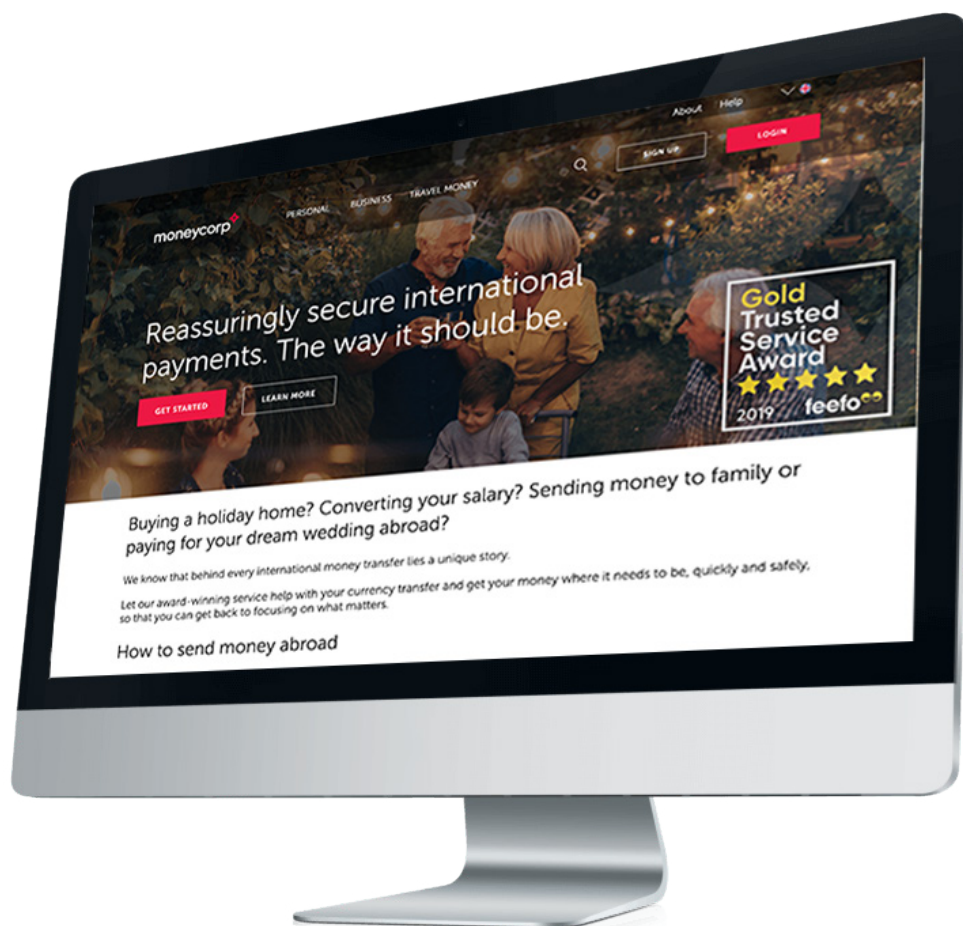 About Help
SIGN UP
LOGIN
moneycorp
PERSONAL BUSINESS TRAVEL MONEY
Reassuringly secure international
payments. The way it should be.
GET STARTED
LEARN MORE
Gold
Trusted
Service
Award
2019 feefo
Buying a holiday home? Converting your salary? Sending money to family or
paying for your dream wedding abroad?
We know that behind every international money transfer lies a unique story.
Let our award-winning service help with your currency transfer and get your money where it needs to be, quickly and safely,
so that you can get back to focusing on what matters.
How to send money abroad